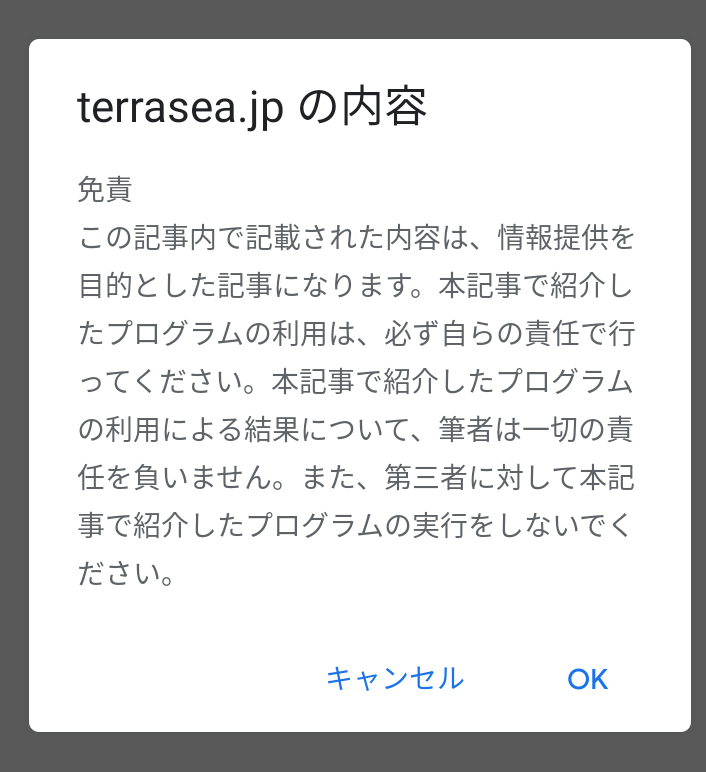 terrasea.jp の内容
免責
この記事内で記載された内容は、情報提供を
目的とした記事になります。本記事で紹介し
たプログラムの利用は、必ず自らの責任で行
ってください。本記事で紹介したプログラム
の利用による結果について、筆者は一切の責
任を負いません。また、第三者に対して本記
事で紹介したプログラムの実行をしないでく
ださい。
キャンセル OK